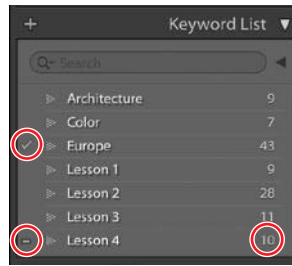 + Keyword List ▼
Search
Architecture 9
Color 7
Europe 43
Lesson 1 9
Lesson 2 28
Lesson 3 11
Lesson 4 10